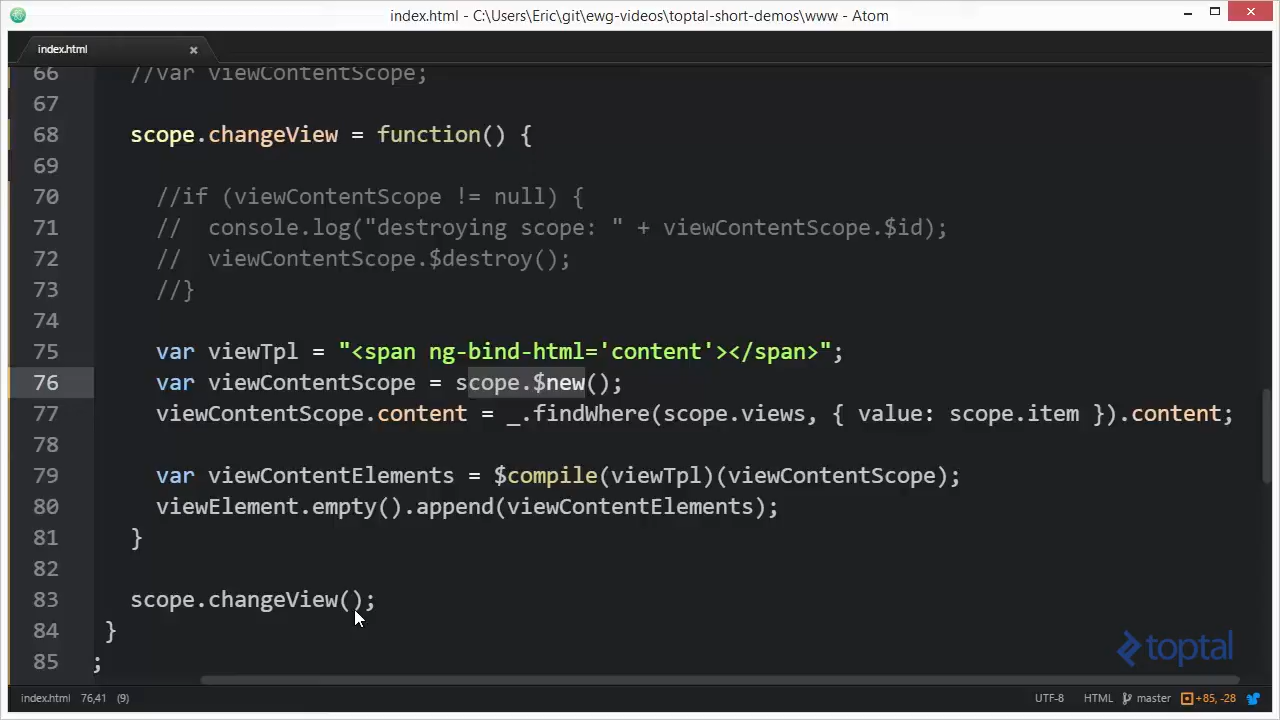 index.html - C:\Users\Eric\git\ewg-videos\toptal-short-demos\www - Atom
index.html
66 //var viewContentScope;
67
68 scope.changeView = function() {
69
70 //if (viewContentScope != null) {
71 //  console.log("destroying scope: " + viewContentScope.$id);
72 //  viewContentScope.$destroy();
73 //}
74
75 var viewTpl = "<span ng-bind-html='content'></span>";
76 var viewContentScope = scope.$new();
77 viewContentScope.content = _.findWhere(scope.views, { value: scope.item }).content;
78
79 var viewContentElements = $compile(viewTpl)(viewContentScope);
80 viewElement.empty().append(viewContentElements);
81 }
82
83 scope.changeView();
84 }
85 ;
toptal
index.html 76,41 (9) UTF-8 HTML master +85, -28